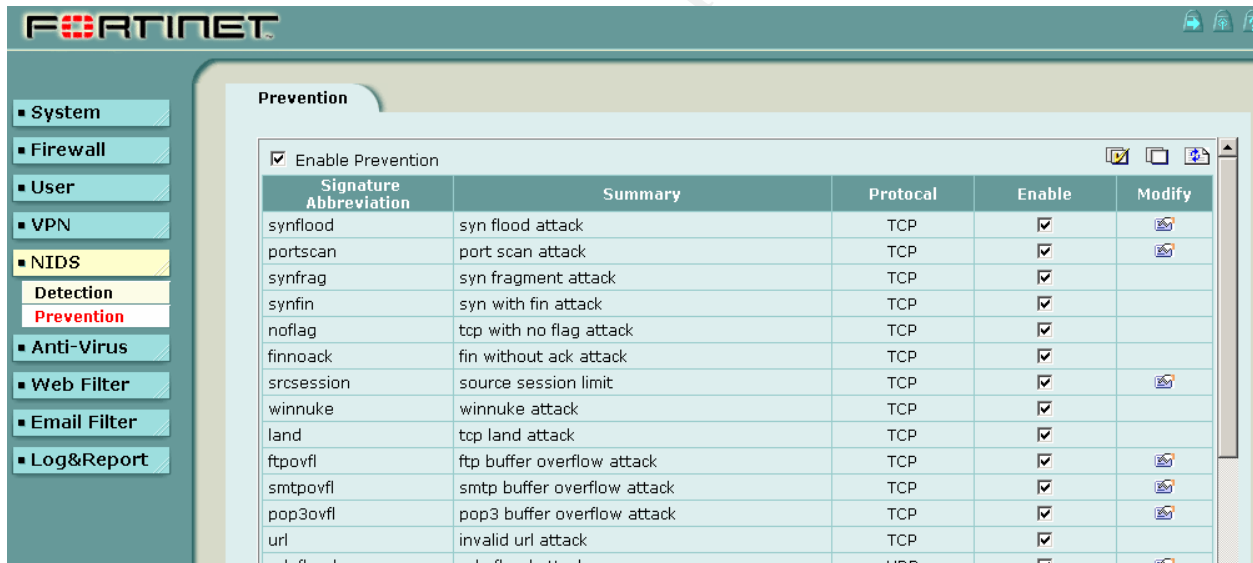 FORTINET
Prevention
System
Firewall
User
VPN
NIDS
Detection
Prevention
Anti-Virus
Web Filter
Email Filter
Log&Report
Enable Prevention
Signature Abbreviation Summary Protocal Enable Modify
synflood syn flood attack TCP
portscan port scan attack TCP
synfrag syn fragment attack TCP
synfin syn with fin attack TCP
noflag tcp with no flag attack TCP
finnoack fin without ack attack TCP
srcsession source session limit TCP
winnuke winnuke attack TCP
land tcp land attack TCP
ftpovfl ftp buffer overflow attack TCP
smtpovfl smtp buffer overflow attack TCP
pop3ovfl pop3 buffer overflow attack TCP
url invalid url attack TCP